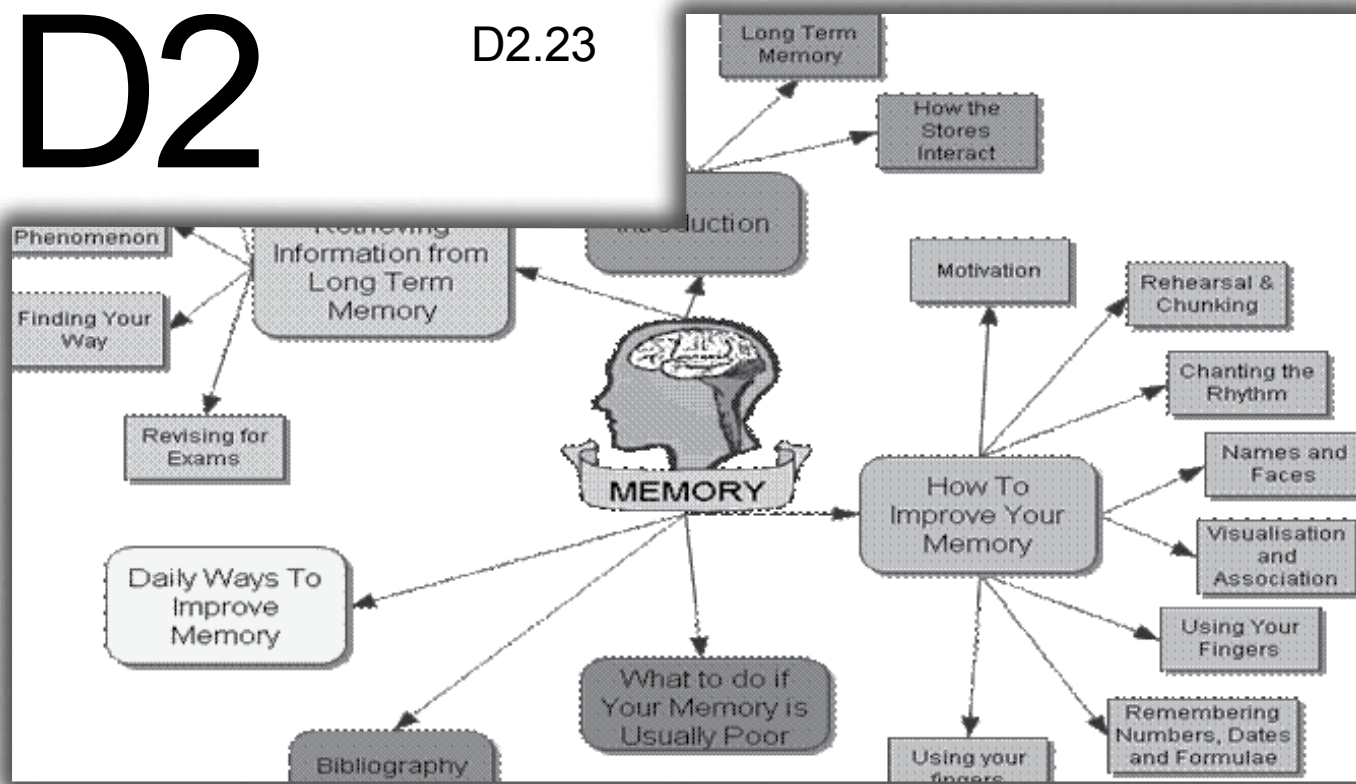 D2
D2.23
Long Term
Memory
How the
Stores
Interact
Introduction
Phenomenon
Retrieving
Information from
Long Term
Memory
Finding Your
Way
Revising for
Exams
MEMORY
Motivation
Rehearsal &
Chunking
Chanting the
Rhythm
Names and
Faces
How To
Improve Your
Memory
Visualisation
and
Association
Using Your
Fingers
Remembering
Numbers, Dates
and Formulae
Using your
fingers
Daily Ways To
Improve
Memory
What to do if
Your Memory is
Usually Poor
Bibliography